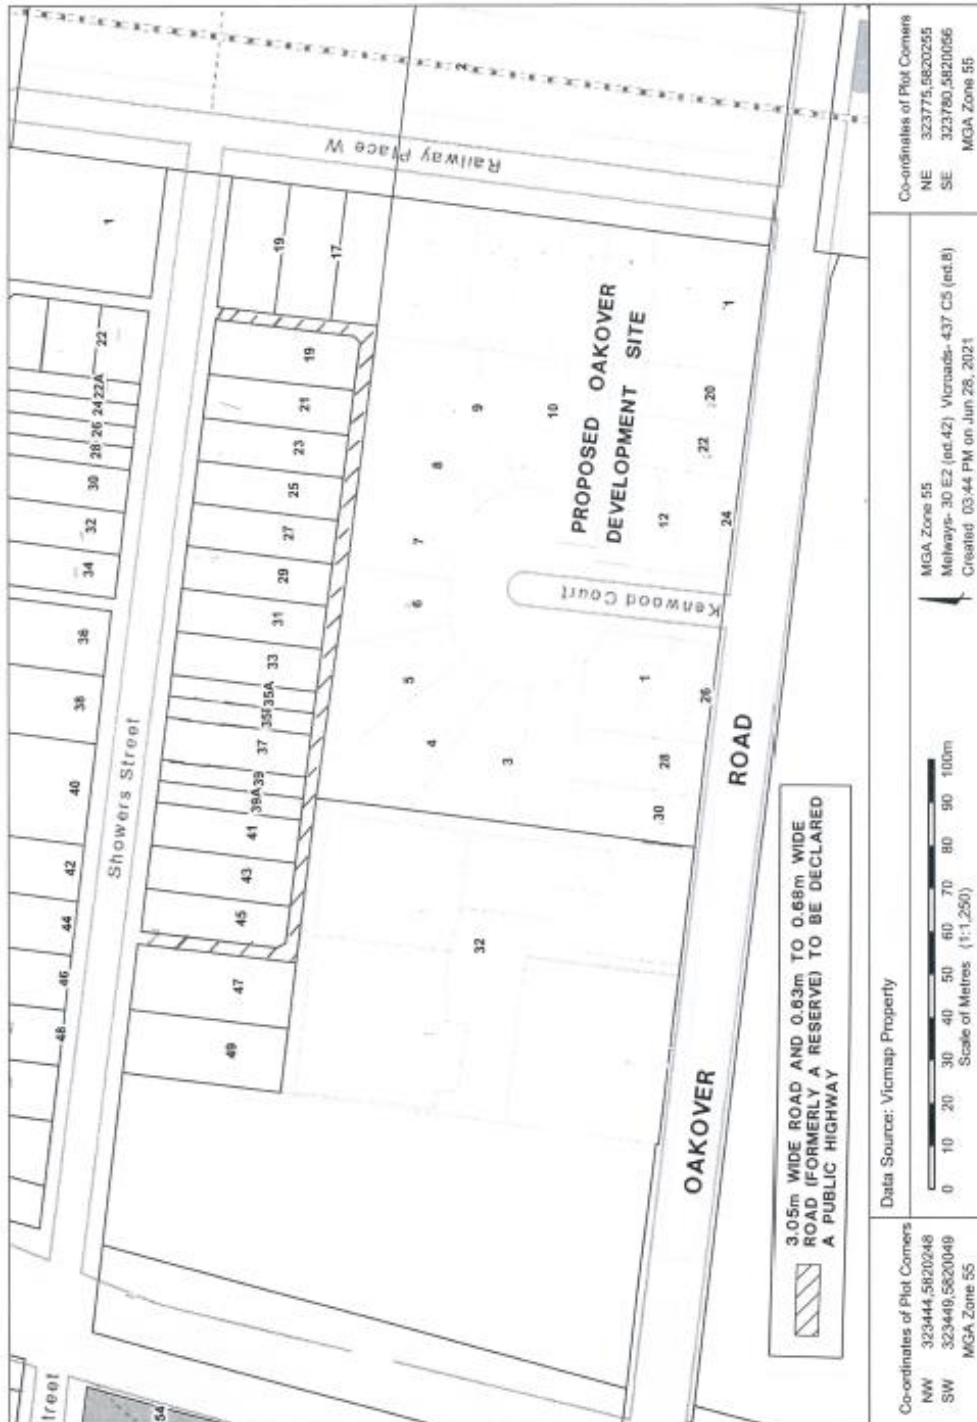 1
22
22A
24
26
28
30
32
34
36
38
40
42
44
46
48
Showers Street
Railway Place W
2
19
17
19
21
23
25
27
29
31
33
35A
37
39
39A
41
43
45
47
49
9
8
10
7
6
5
4
3
32
PROPOSED OAKOVER
DEVELOPMENT SITE
1
20
22
12
24
Kenwood Court
1
26
28
30
OAKOVER ROAD
treet
54
3.05m WIDE ROAD AND 0.63m TO 0.68m WIDE
ROAD (FORMERLY A RESERVE) TO BE DECLARED
A PUBLIC HIGHWAY
Data Source: Vicmap Property
Co-ordinates of Plot Corners
NW 323444,5820248
SW 323449,5820049
MGA Zone 55
0 10 20 30 40 50 60 70 80 90 100m
Scale of Metres (1:1,250)
MGA Zone 55
Melways- 30 E2 (ed.42) Vicroads- 437 C5 (ed.8)
Created 03:44 PM on Jun 28, 2021
Co-ordinates of Plot Corners
NE 323775,5820255
SE 323780,5820056
MGA Zone 55